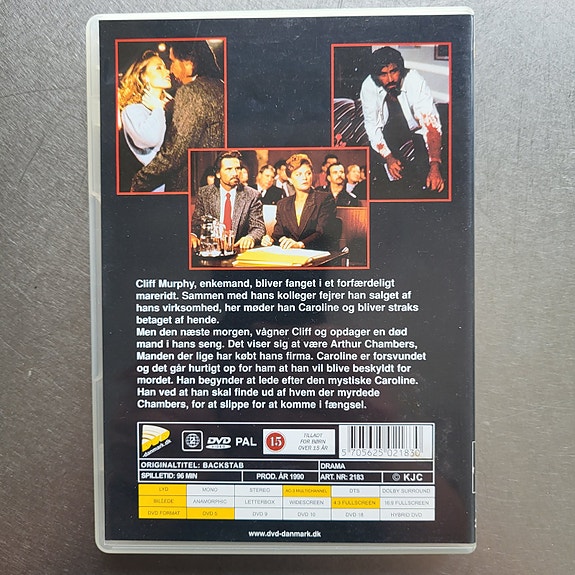 Cliff Murphy, enkemand, bliver fanget i et forfærdeligt
mareridt. Sammen med hans kolleger fejrer han salget af
hans virksomhed, her møder han Caroline og bliver straks
betaget af hende.
Men den næste morgen, vågner Cliff og opdager en død
mand i hans seng. Det viser sig at være Arthur Chambers,
Manden der lige har købt hans firma. Caroline er forsvundet
og det går hurtigt op for ham at han vil blive beskyldt for
mordet. Han begynder at lede efter den mystiske Caroline.
Han ved at han skal finde ud af hvem der myrdede
Chambers, for at slippe for at komme i fængsel.
danmark.dk 2 DVD VIDEO PAL 15 TILLADT FOR BØRN OVER 15 ÅR
5 705625 021830
ORIGINALTITEL: BACKSTAB DRAMA
SPILLETID: 96 MIN PROD. ÅR 1990 ART. NR: 2183 © KJC
LYD MONO STEREO DTS DOLBY SURROUND
BILLEDE ANAMORPHIC LETTERBOX WIDESCREEN 4:3 FULLSCREEN 16:9 FULLSCREEN
DVD FORMAT DVD 5 DVD 9 DVD 10 DVD 18 HYBRID DVD
www.dvd-danmark.dk